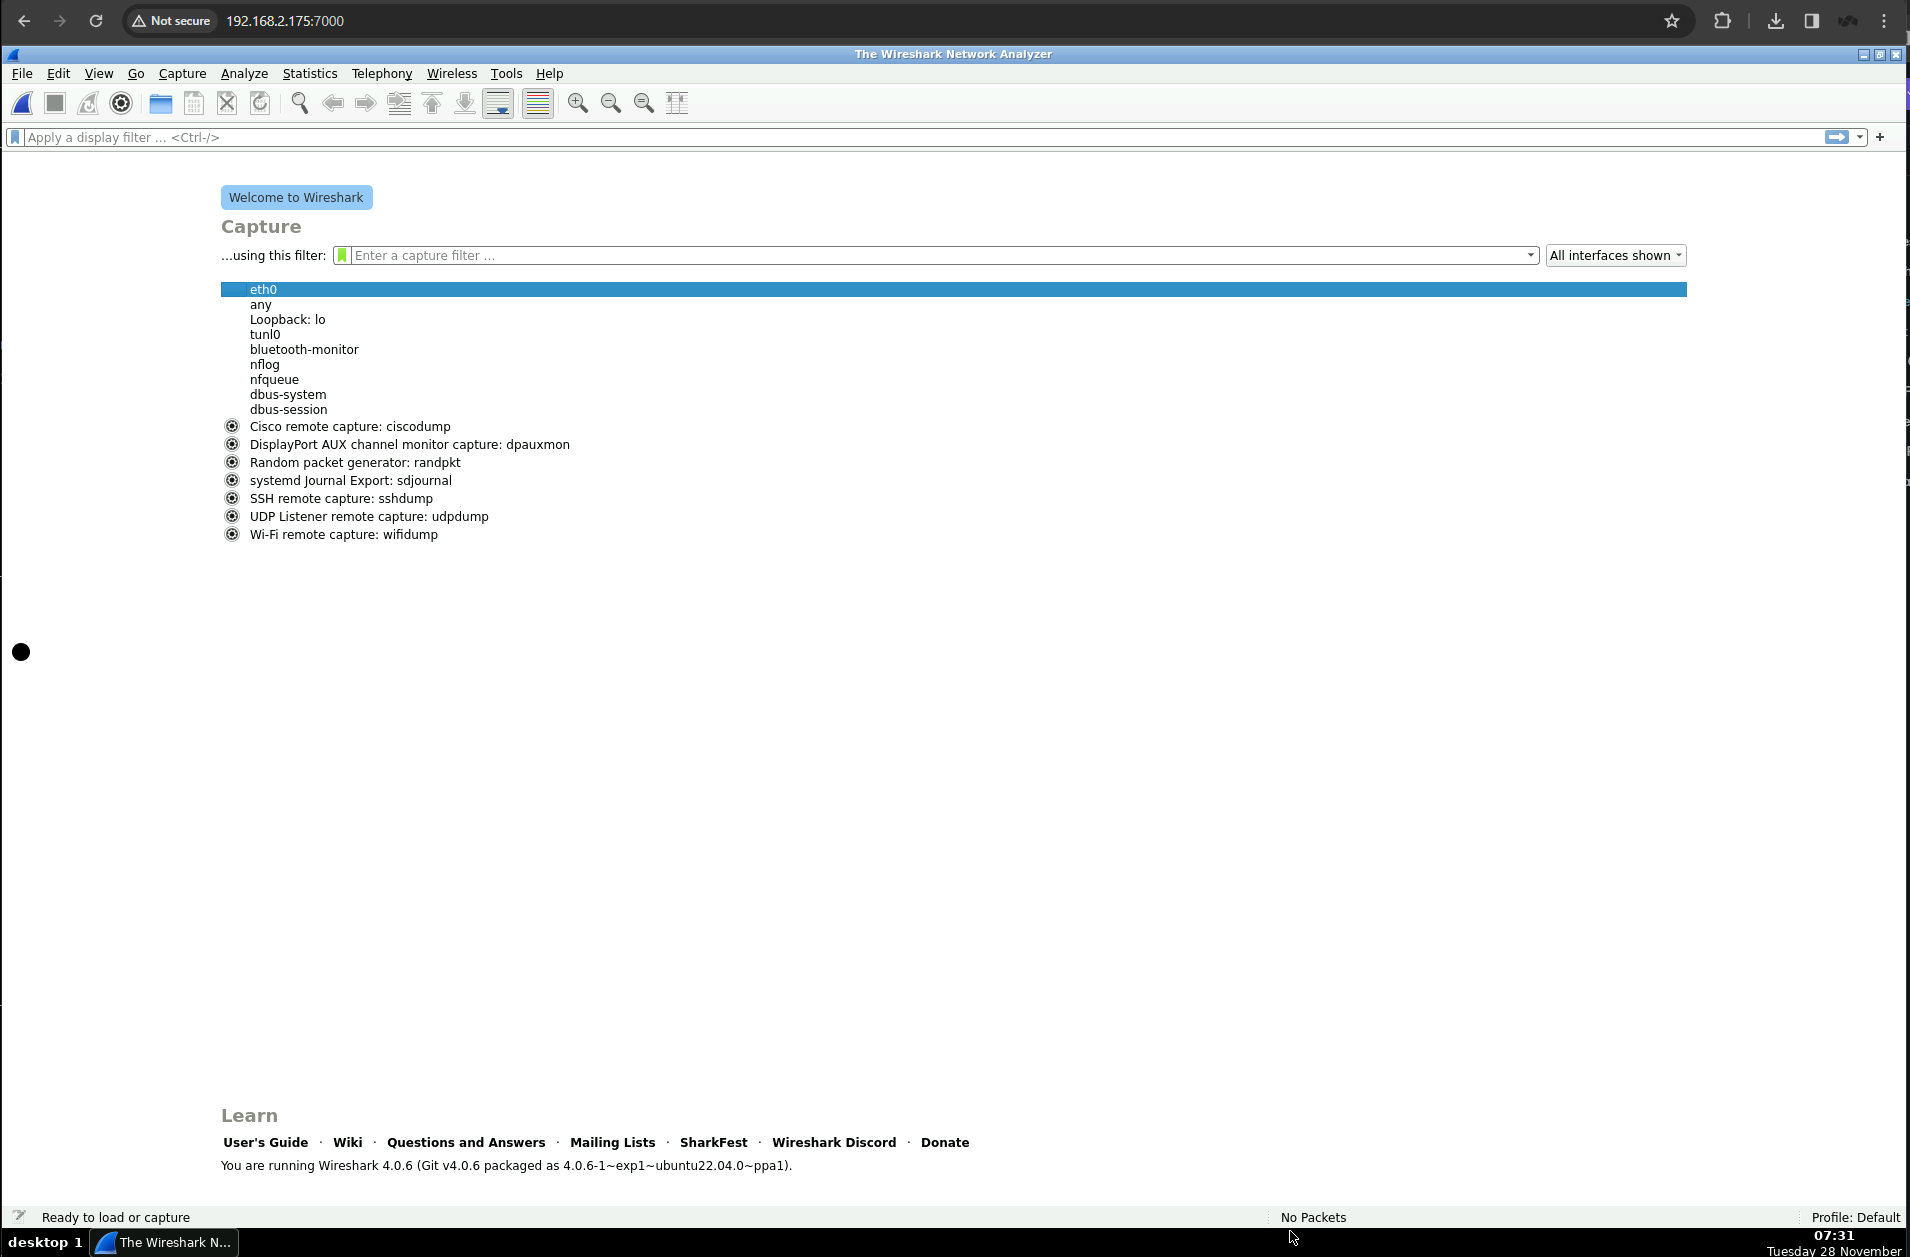 Not secure 192.168.2.175:7000
The Wireshark Network Analyzer
File Edit View Go Capture Analyze Statistics Telephony Wireless Tools Help
Apply a display filter ... <Ctrl-/> +
Welcome to Wireshark
Capture
...using this filter: Enter a capture filter ... All interfaces shown
eth0
any
Loopback: lo
tunl0
bluetooth-monitor
nflog
nfqueue
dbus-system
dbus-session
Cisco remote capture: ciscodump
DisplayPort AUX channel monitor capture: dpauxmon
Random packet generator: randpkt
systemd Journal Export: sdjournal
SSH remote capture: sshdump
UDP Listener remote capture: udpdump
Wi-Fi remote capture: wifidump
Learn
User's Guide · Wiki · Questions and Answers · Mailing Lists · SharkFest · Wireshark Discord · Donate
You are running Wireshark 4.0.6 (Git v4.0.6 packaged as 4.0.6-1~exp1~ubuntu22.04.0~ppa1).
Ready to load or capture No Packets Profile: Default
desktop 1 The Wireshark N... 07:31
Tuesday 28 November